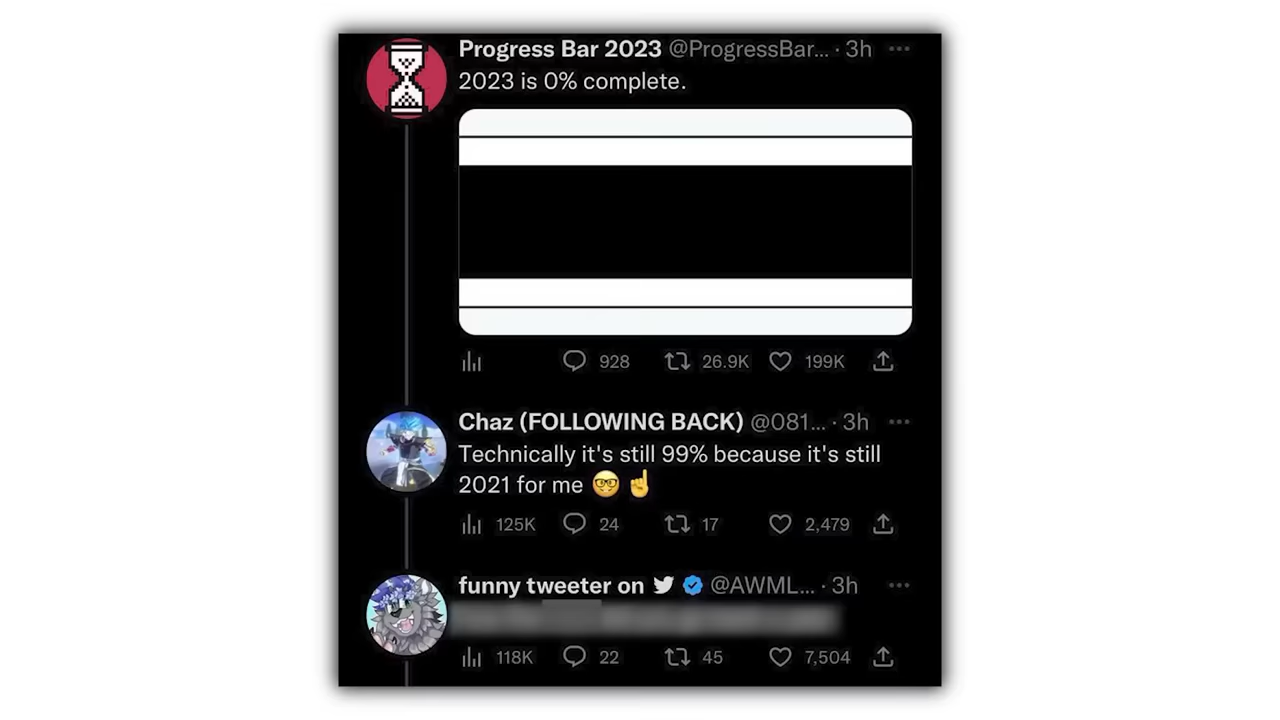 Progress Bar 2023 @ProgressBar... · 3h
2023 is 0% complete.
928 26.9K 199K
Chaz (FOLLOWING BACK) @081... · 3h
Technically it's still 99% because it's still
2021 for me 🤓 ☝️
125K 24 17 2,479
funny tweeter on @AWML... · 3h
118K 22 45 7,504